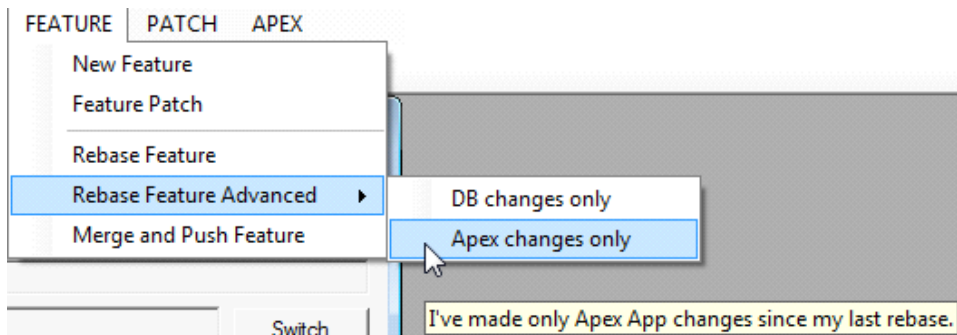 FEATURE PATCH APEX
New Feature
Feature Patch
Rebase Feature
Rebase Feature Advanced
DB changes only
Merge and Push Feature
Apex changes only
I've made only Apex App changes since my last rebase.
Switch